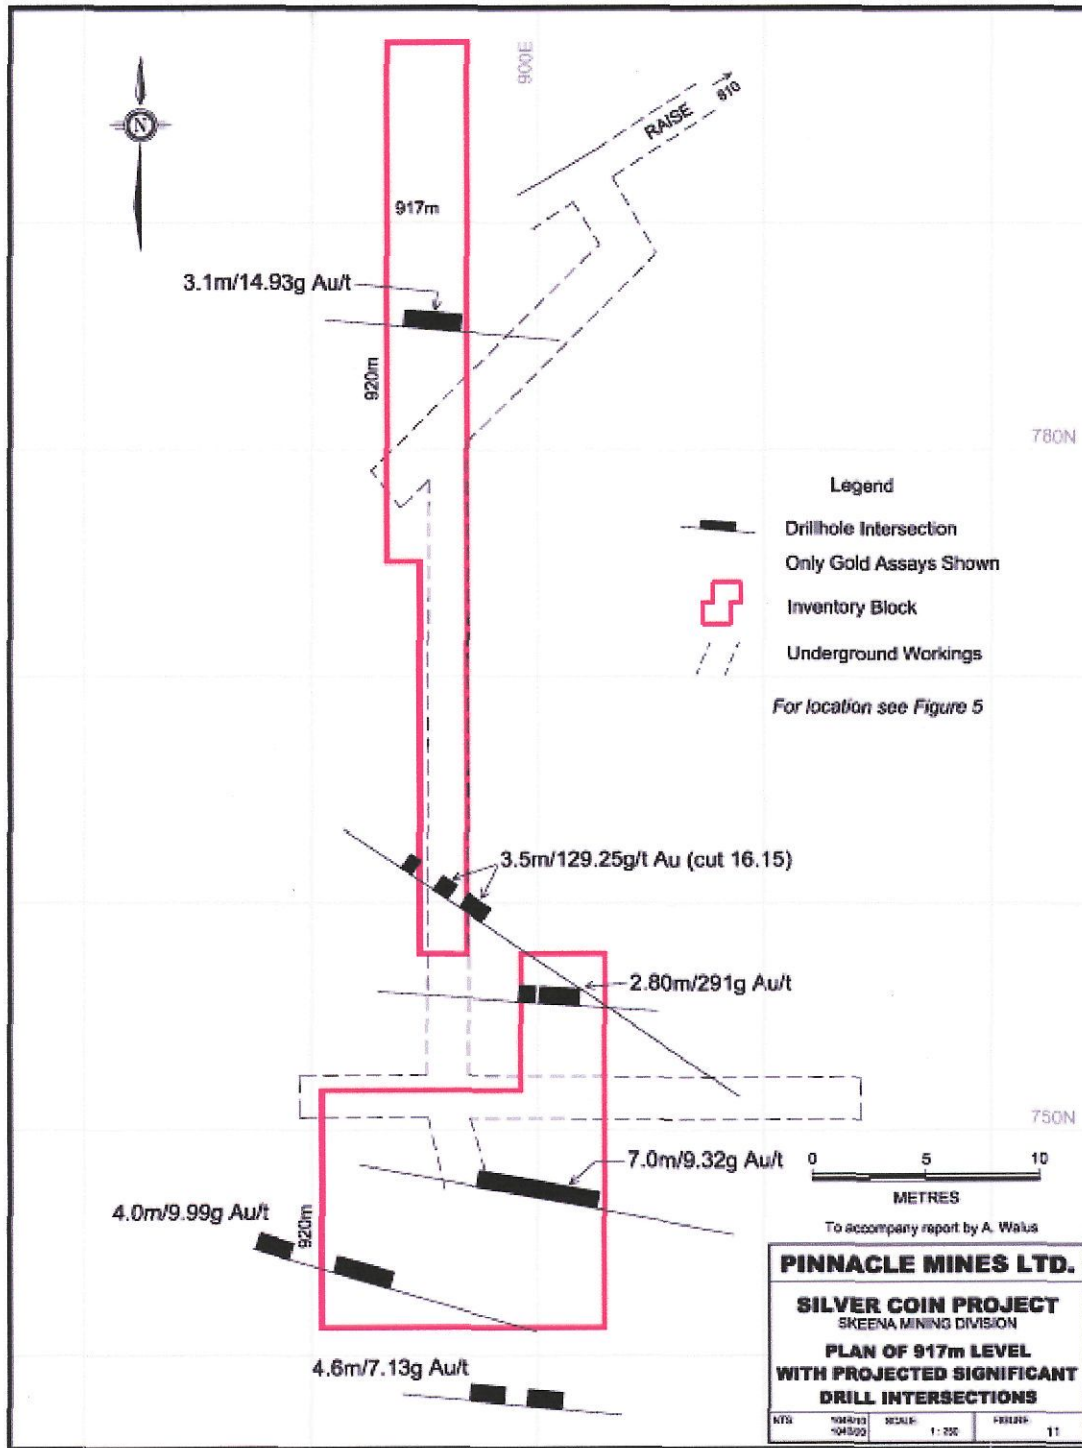 900E
N
RAISE 810
917m
3.1m/14.93g Au/t
920m
780N
Legend
Drillhole Intersection
Only Gold Assays Shown
Inventory Block
Underground Workings
For location see Figure 5
3.5m/129.25g/t Au (cut 16.15)
2.80m/291g Au/t
750N
7.0m/9.32g Au/t
0 5 10
METRES
4.0m/9.99g Au/t
920m
To accompany report by A. Walus
4.6m/7.13g Au/t
PINNACLE MINES LTD.
SILVER COIN PROJECT
SKEENA MINING DIVISION
PLAN OF 917m LEVEL
WITH PROJECTED SIGNIFICANT
DRILL INTERSECTIONS
NTS SCALE 1 : 250 FIGURE 11